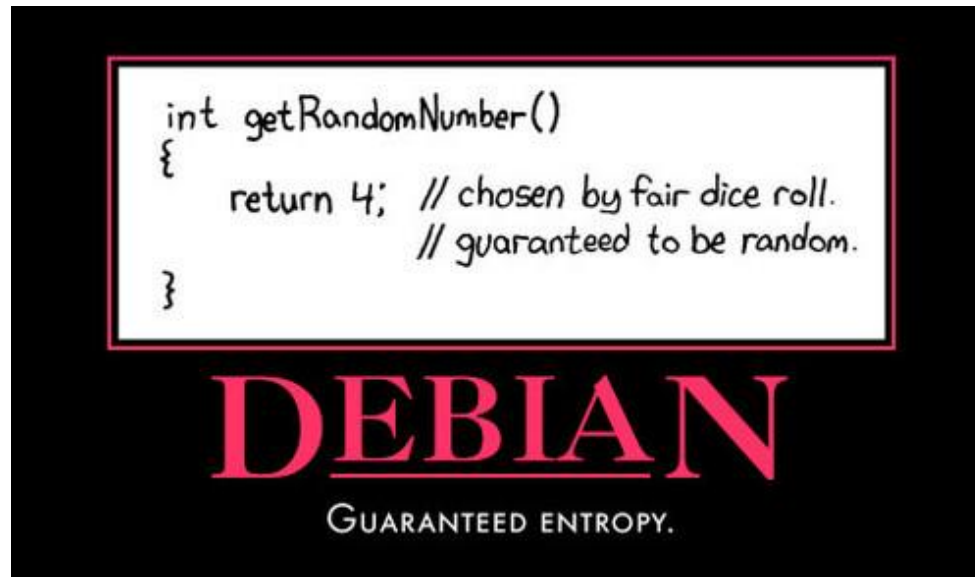 int getRandomNumber()
{
return 4; // chosen by fair dice roll.
// guaranteed to be random.
}
DEBIAN
GUARANTEED ENTROPY.